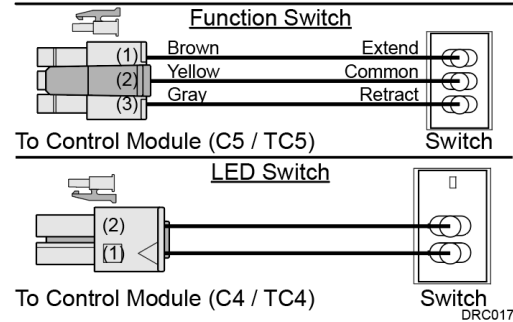 Function Switch
(1) Brown Extend
(2) Yellow Common
(3) Gray Retract
To Control Module (C5 / TC5) Switch
LED Switch
(2)
(1)
To Control Module (C4 / TC4) Switch
DRC017